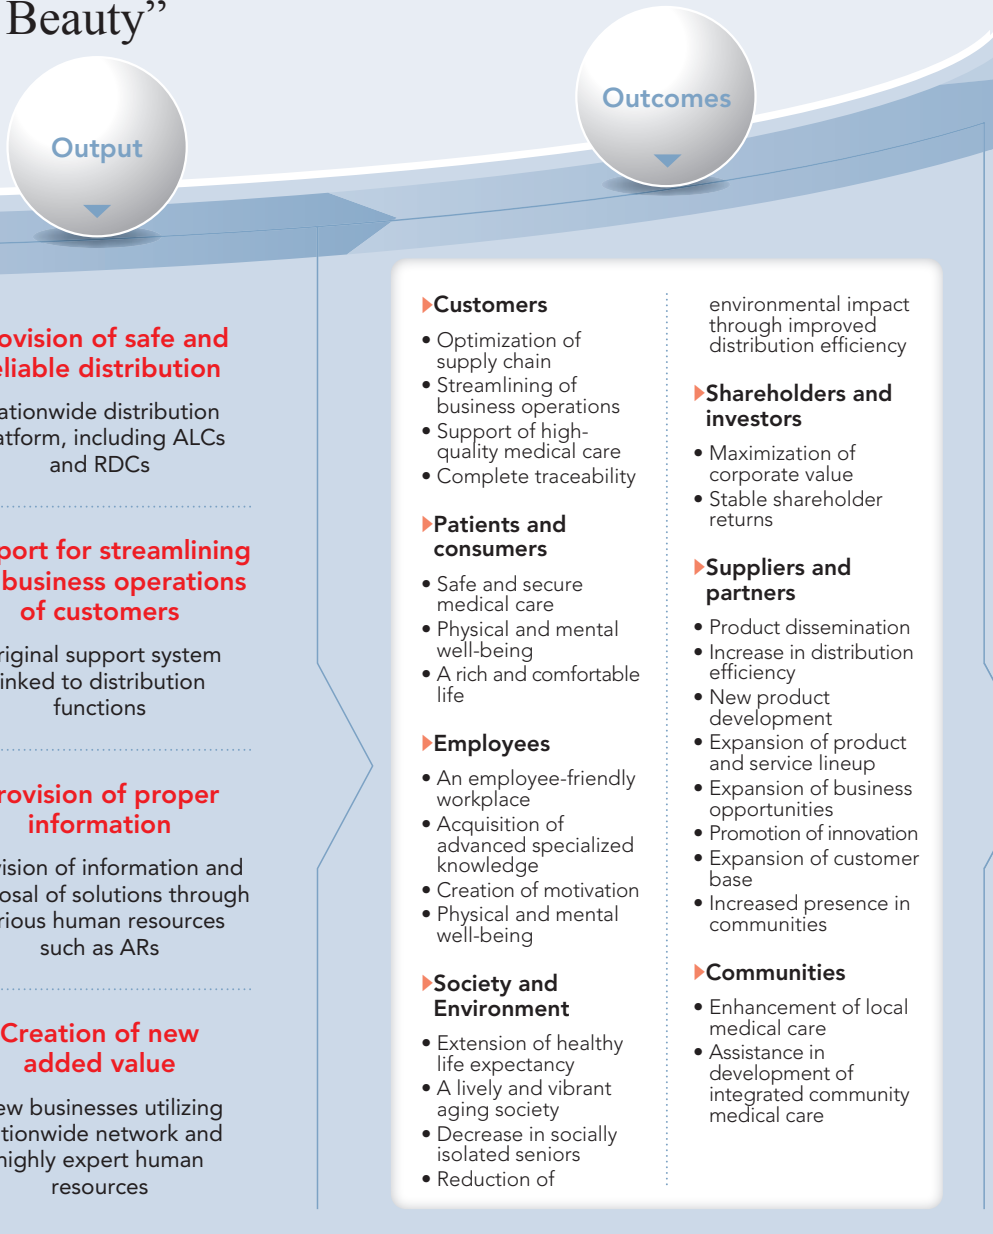 Beauty”
Output
Outcomes
ovision of safe and
eliable distribution
ationwide distribution
atform, including ALCs
and RDCs
port for streamlining
business operations
of customers
riginal support system
inked to distribution
functions
rovision of proper
information
ision of information and
osal of solutions through
rious human resources
such as ARs
Creation of new
added value
ew businesses utilizing
tionwide network and
highly expert human
resources
Customers
• Optimization of
supply chain
• Streamlining of
business operations
• Support of high-
quality medical care
• Complete traceability
Patients and
consumers
• Safe and secure
medical care
• Physical and mental
well-being
• A rich and comfortable
life
Employees
• An employee-friendly
workplace
• Acquisition of
advanced specialized
knowledge
• Creation of motivation
• Physical and mental
well-being
Society and
Environment
• Extension of healthy
life expectancy
• A lively and vibrant
aging society
• Decrease in socially
isolated seniors
• Reduction of
environmental impact
through improved
distribution efficiency
Shareholders and
investors
• Maximization of
corporate value
• Stable shareholder
returns
Suppliers and
partners
• Product dissemination
• Increase in distribution
efficiency
• New product
development
• Expansion of product
and service lineup
• Expansion of business
opportunities
• Promotion of innovation
• Expansion of customer
base
• Increased presence in
communities
Communities
• Enhancement of local
medical care
• Assistance in
development of
integrated community
medical care